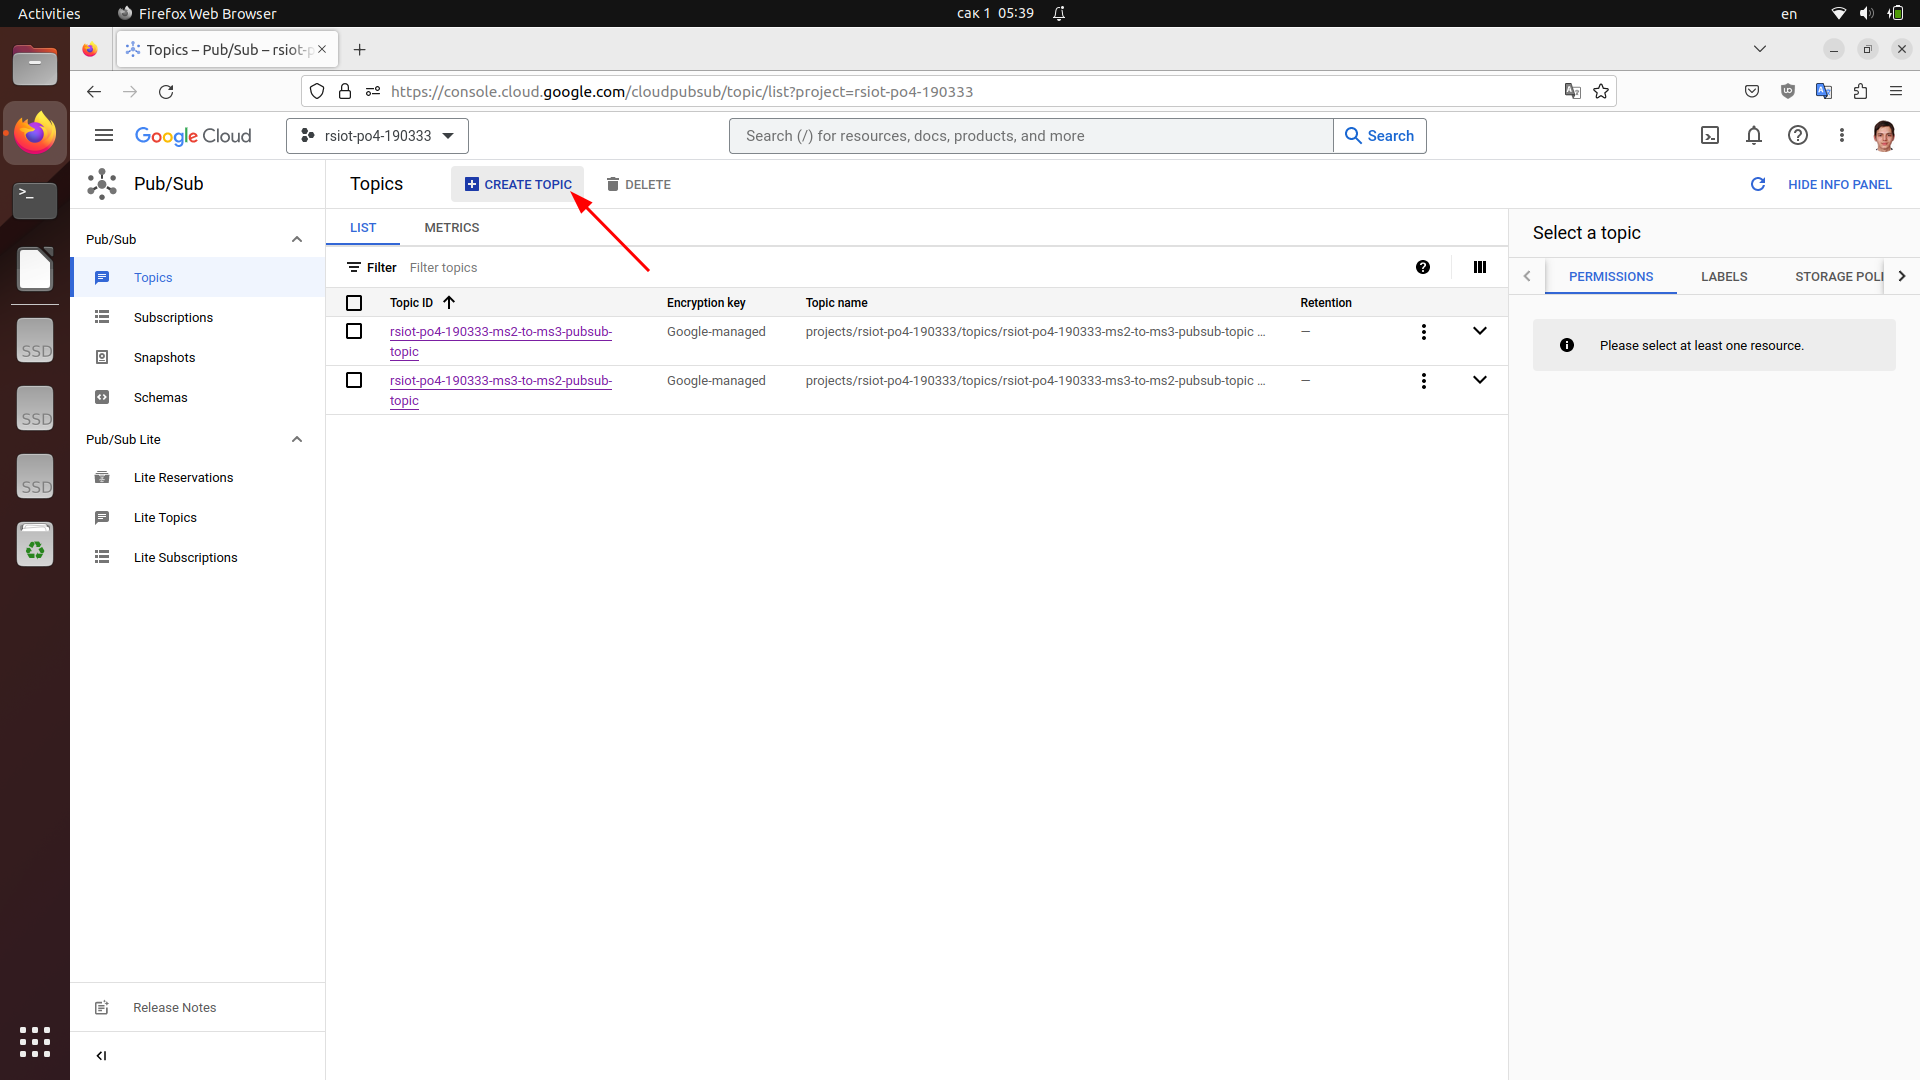 Activities
Firefox Web Browser
сак 1 05:39
en
Topics – Pub/Sub – rsiot-p
https://console.cloud.google.com/cloudpubsub/topic/list?project=rsiot-po4-190333
Google Cloud
rsiot-po4-190333
Search (/) for resources, docs, products, and more
Search
Pub/Sub
Topics
CREATE TOPIC
DELETE
HIDE INFO PANEL
Pub/Sub
Topics
Subscriptions
Snapshots
Schemas
Pub/Sub Lite
Lite Reservations
Lite Topics
Lite Subscriptions
Release Notes
LIST
METRICS
Filter
Filter topics
Topic ID
Encryption key
Topic name
Retention
rsiot-po4-190333-ms2-to-ms3-pubsub-
topic
Google-managed
projects/rsiot-po4-190333/topics/rsiot-po4-190333-ms2-to-ms3-pubsub-topic …
—
rsiot-po4-190333-ms3-to-ms2-pubsub-
topic
Google-managed
projects/rsiot-po4-190333/topics/rsiot-po4-190333-ms3-to-ms2-pubsub-topic …
—
Select a topic
PERMISSIONS
LABELS
STORAGE POLI
Please select at least one resource.
SSD
SSD
SSD